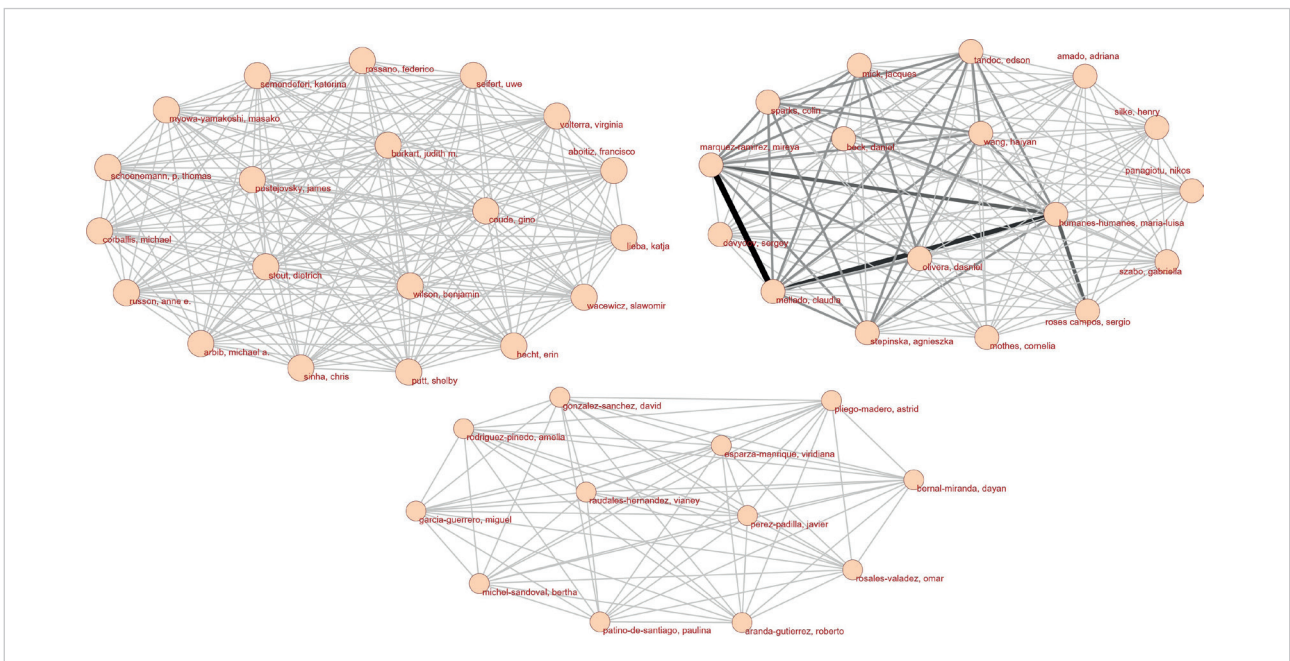 rossano, federico
semendeferi, katerina
seifert, uwe
myowa-yamakoshi, masako
volterra, virginia
aboitiz, francisco
burkart, judith m.
schoenemann, p. thomas
pustejovsky, james
coude, gino
corballis, michael
lieba, katja
stout, dietrich
wilson, benjamin
russon, anne e.
wacewicz, slawomir
arbib, michael a.
hecht, erin
sinha, chris
putt, shelby
tandoc, edson
amado, adriana
mick, jacques
sparks, colin
silke, henry
marquez-ramirez, mireya
beck, daniel
wang, haiyan
panagiotu, nikos
humanes-humanes, maria-luisa
davydov, sergey
olivera, dasniel
szabo, gabriella
mellado, claudia
roses campos, sergio
stepinska, agnieszka
mothes, cornelia
gonzalez-sanchez, david
pliego-madero, astrid
rodriguez-pinedo, amelia
esparza-manrique, viridiana
bernal-miranda, dayan
raudales-hernandez, vianey
garcia-guerrero, miguel
perez-padilla, javier
rosales-valadez, omar
michel-sandoval, bertha
patino-de-santiago, paulina
aranda-gutierrez, roberto